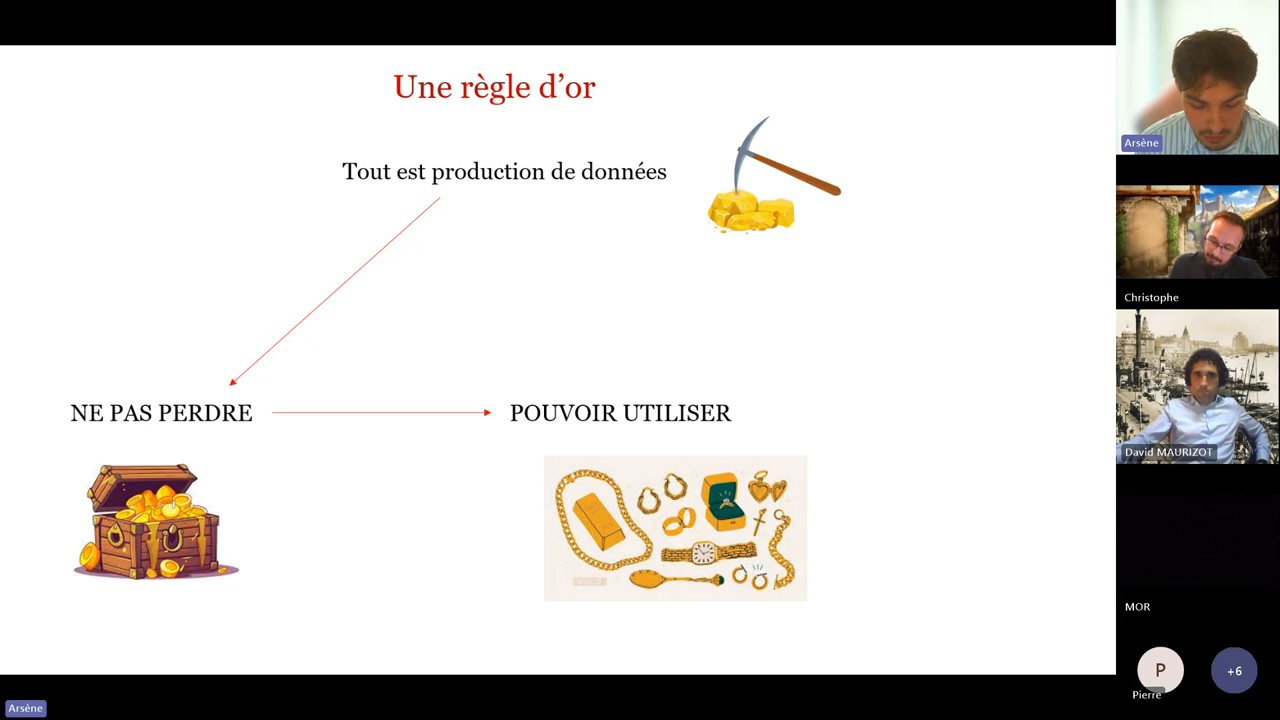 Une règle d’or
Tout est production de données
NE PAS PERDRE
POUVOIR UTILISER
Arsène
Christophe
David MAURIZOT
MOR
P
+6
Pierre
Arsène